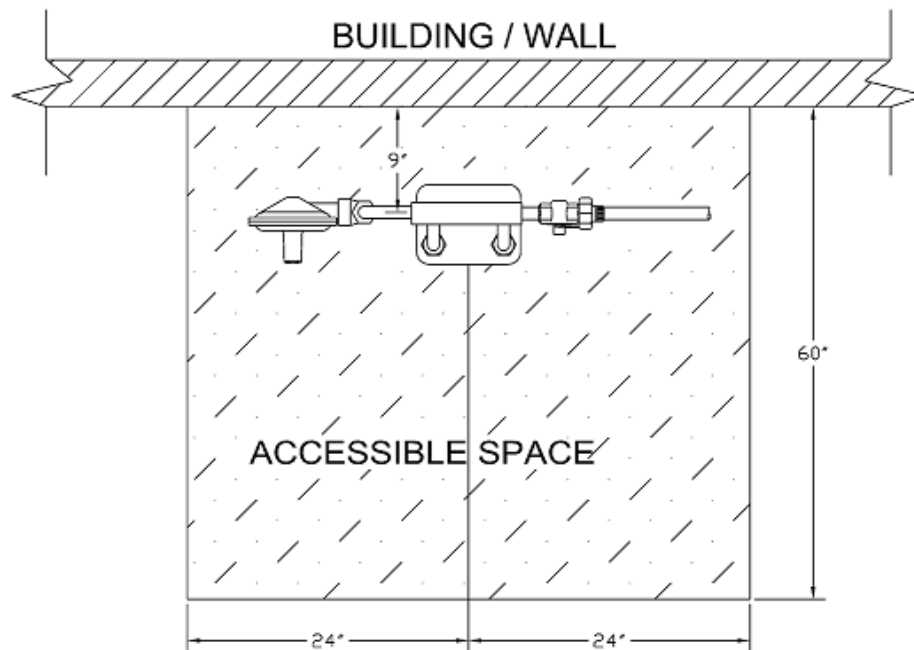 BUILDING / WALL
9"
60"
ACCESSIBLE SPACE
24"
24"